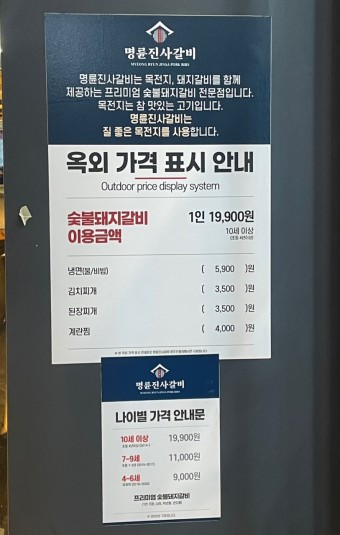 명륜진사갈비
MYEONG RYUN JINSA PORK RIBS
명륜진사갈비는 목전지, 돼지갈비를 함께
제공하는 프리미엄 숯불돼지갈비 전문점입니다.
목전지는 참 맛있는 고기입니다.
명륜진사갈비는
질 좋은 목전지를 사용합니다.
옥외 가격 표시 안내
Outdoor price display system
숯불돼지갈비 1인 19,900원
이용금액 10세 이상
냉면(물/비빔) ( 5,900 )원
김치찌개 ( 3,500 )원
된장찌개 ( 3,500 )원
계란찜 ( 4,000 )원
명륜진사갈비
나이별 가격 안내문
10세 이상 19,900원
7-9세 11,000원
4-6세 9,000원
프리미엄 숯불돼지갈비